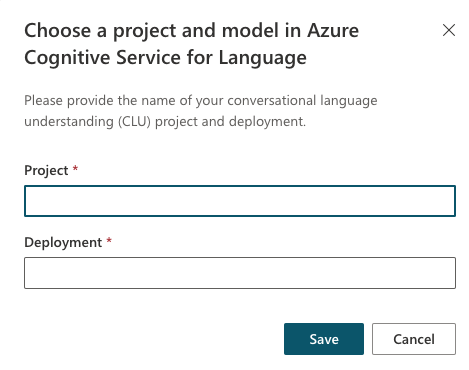 Choose a project and model in Azure
Cognitive Service for Language
Please provide the name of your conversational language
understanding (CLU) project and deployment.
Project *
Deployment *
Save
Cancel